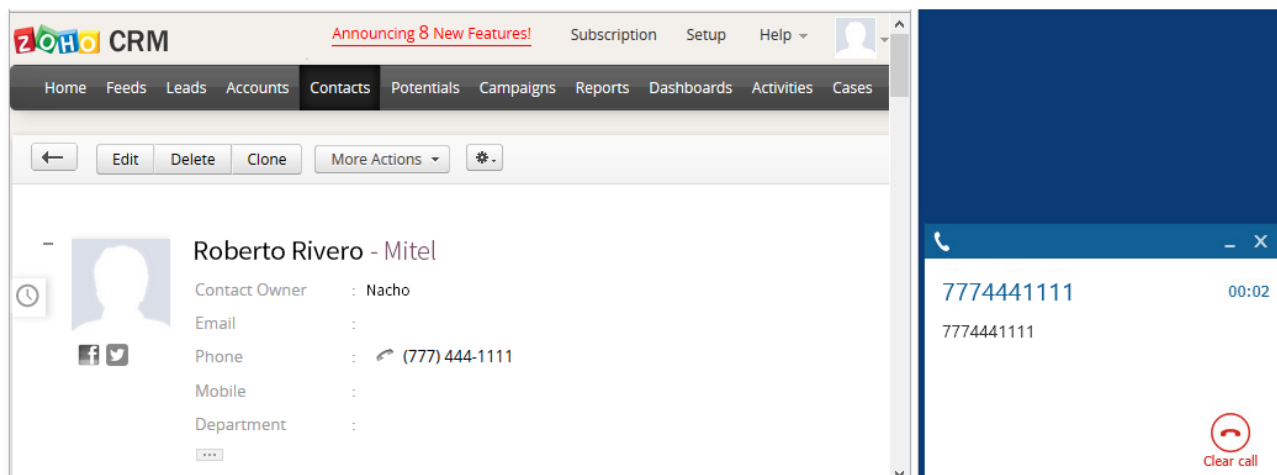 ZOHO CRM
Announcing 8 New Features! Subscription Setup Help
Home Feeds Leads Accounts Contacts Potentials Campaigns Reports Dashboards Activities Cases
Edit Delete Clone More Actions
Roberto Rivero - Mitel
Contact Owner : Nacho
Email :
Phone : (777) 444-1111
Mobile :
Department :
...
7774441111 00:02
7774441111
Clear call